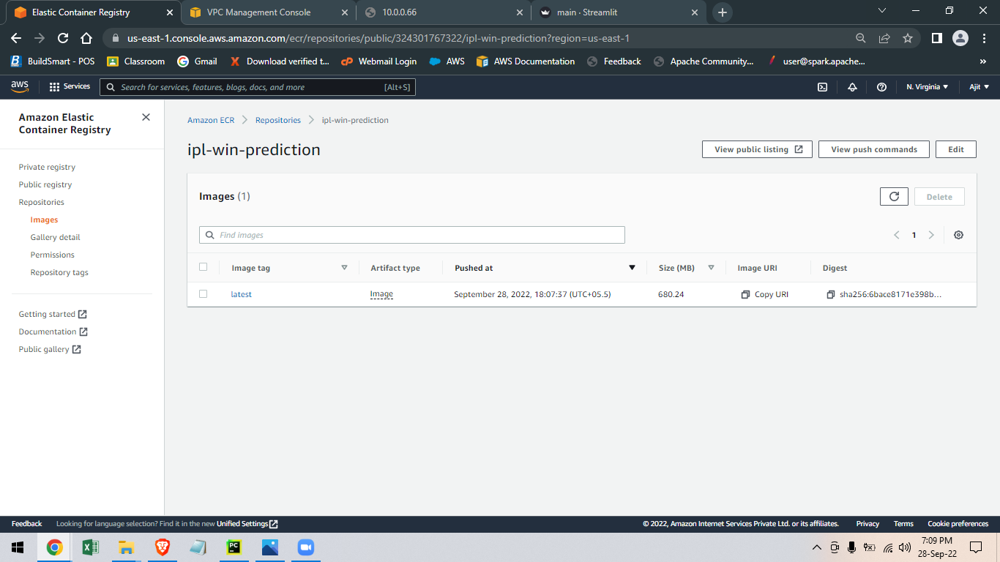 Elastic Container Registry
VPC Management Console
10.0.0.66
main · Streamlit
us-east-1.console.aws.amazon.com/ecr/repositories/public/324301767322/ipl-win-prediction?region=us-east-1
BuildSmart - POS
Classroom
Gmail
Download verified t...
Webmail Login
AWS
AWS Documentation
Feedback
Apache Community...
user@spark.apache...
aws
Services
Search for services, features, blogs, docs, and more
[Alt+S]
N. Virginia
Ajit
Amazon Elastic
Container Registry
Private registry
Public registry
Repositories
Images
Gallery detail
Permissions
Repository tags
Getting started
Documentation
Public gallery
Amazon ECR
Repositories
ipl-win-prediction
ipl-win-prediction
View public listing
View push commands
Edit
Images (1)
Delete
Find images
1
Image tag
Artifact type
Pushed at
Size (MB)
Image URI
Digest
latest
Image
September 28, 2022, 18:07:37 (UTC+05.5)
680.24
Copy URI
sha256:6bace8171e398b...
Feedback
Looking for language selection? Find it in the new Unified Settings
© 2022, Amazon Internet Services Private Ltd. or its affiliates.
Privacy
Terms
Cookie preferences
7:09 PM
28-Sep-22